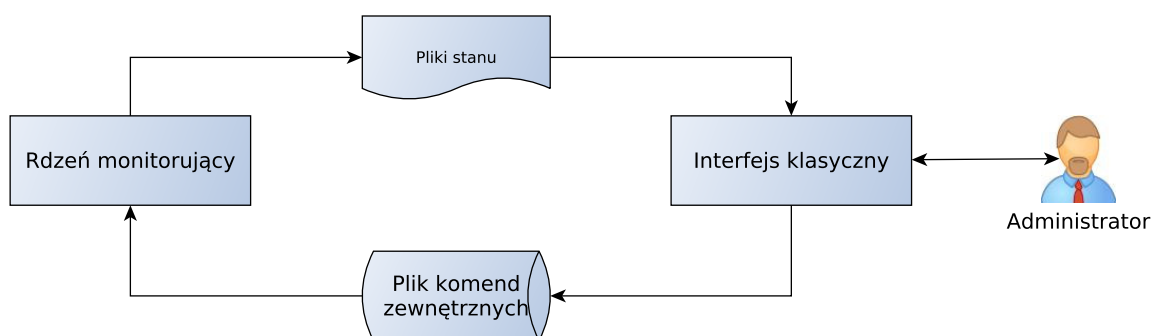 Pliki stanu
Rdzeń monitorujący
Interfejs klasyczny
Administrator
Plik komend
zewnętrznych